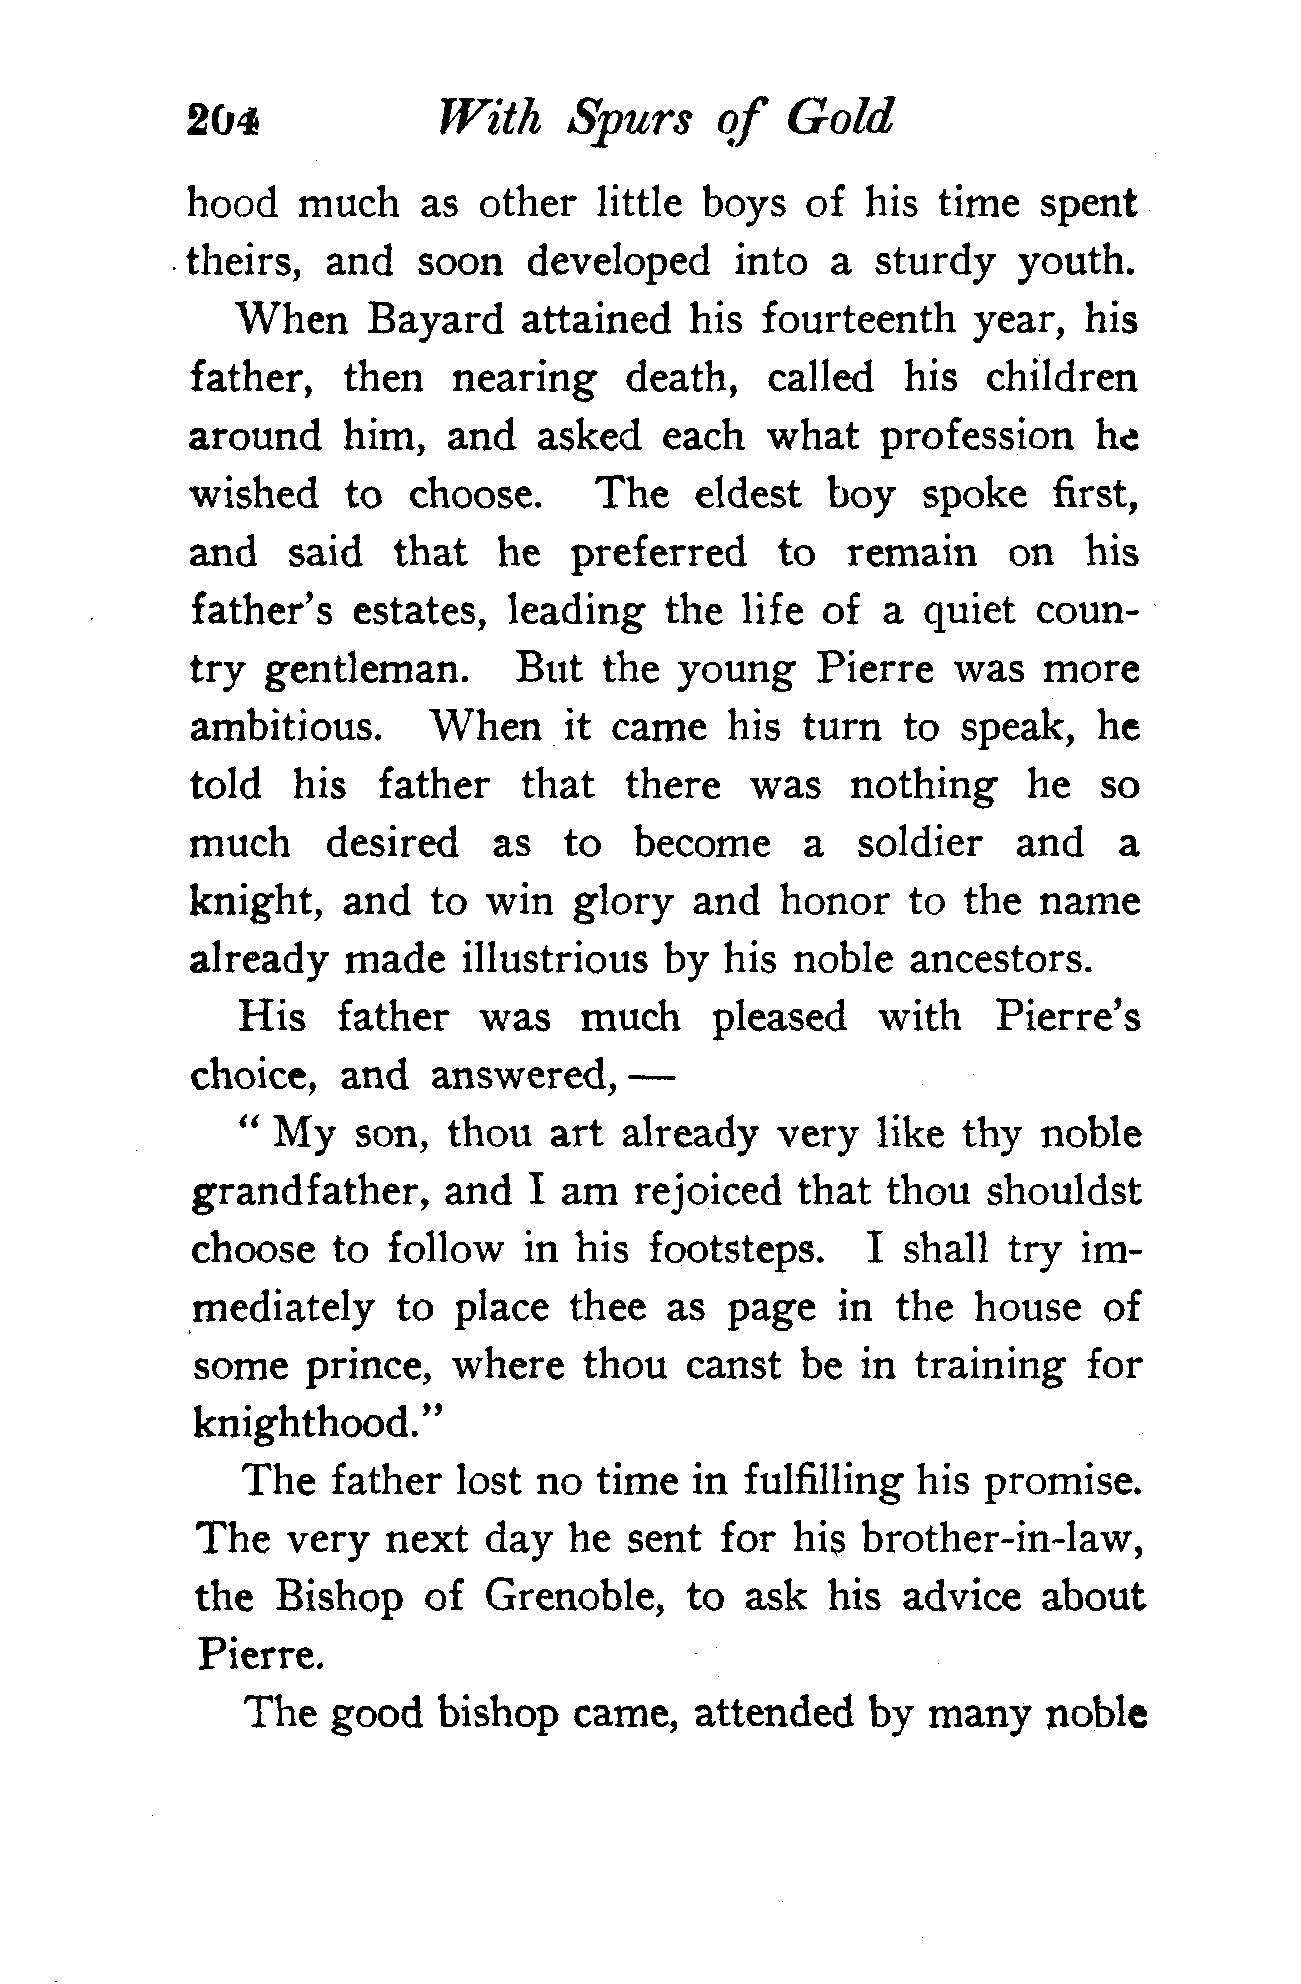 204 With Spurs of Gold
hood much as other little boys of his time spent
theirs, and soon developed into a sturdy youth.
When Bayard attained his fourteenth year, his
father, then nearing death, called his children
around him, and asked each what profession he
wished to choose. The eldest boy spoke first,
and said that he preferred to remain on his
father's estates, leading the life of a quiet coun-
try gentleman. But the young Pierre was more
ambitious. When it came his turn to speak, he
told his father that there was nothing he so
much desired as to become a soldier and a
knight, and to win glory and honor to the name
already made illustrious by his noble ancestors.
His father was much pleased with Pierre's
choice, and answered, —
" My son, thou art already very like thy noble
grandfather, and I am rejoiced that thou shouldst
choose to follow in his footsteps. I shall try im-
mediately to place thee as page in the house of
some prince, where thou canst be in training for
knighthood."
The father lost no time in fulfilling his promise.
The very next day he sent for his brother-in-law,
the Bishop of Grenoble, to ask his advice about
Pierre.
The good bishop came, attended by many noble